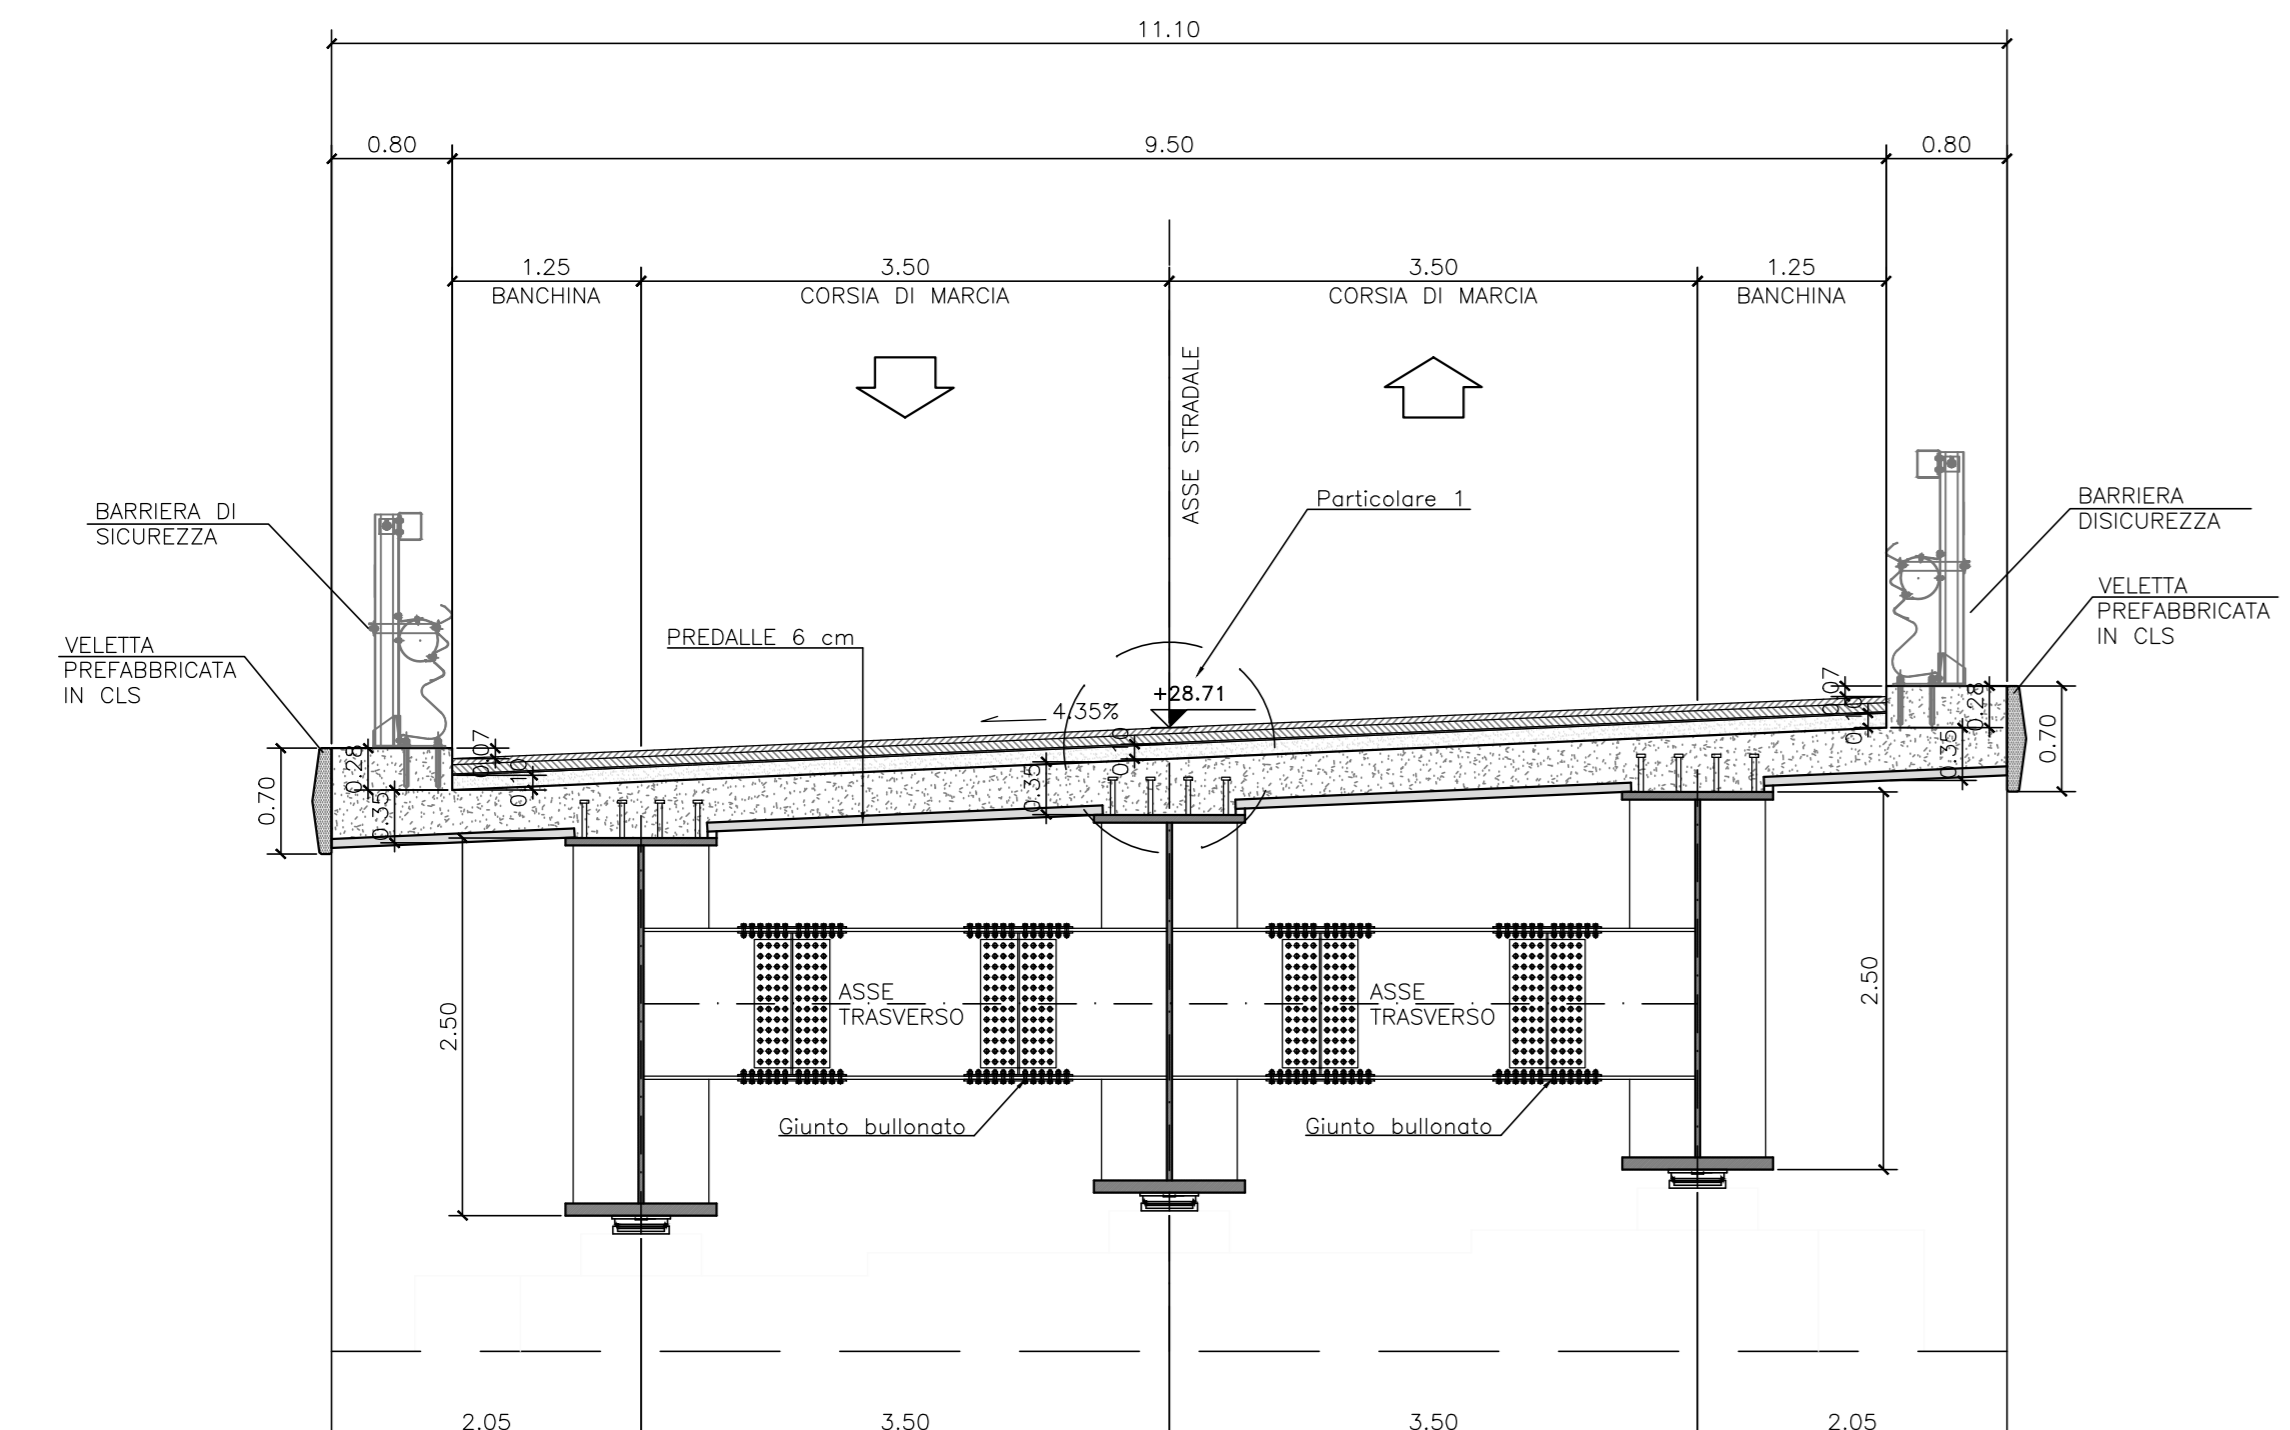 11.10
0.80
9.50
0.80
1.25
3.50
3.50
1.25
BANCHINA
CORSIA DI MARCIA
CORSIA DI MARCIA
BANCHINA
ASSE STRADALE
Particolare 1
BARRIERA DI
SICUREZZA
BARRIERA
DISICUREZZA
VELETTA
PREFABBRICATA
IN CLS
VELETTA
PREFABBRICATA
IN CLS
PREDALLE 6 cm
+28.71
4.35%
0.07
0.10
0.28
0.70
0.35
0.07
0.10
0.28
0.35
0.70
0.10
0.35
2.50
2.50
ASSE
TRASVERSO
ASSE
TRASVERSO
Giunto bullonato
Giunto bullonato
2.05
3.50
3.50
2.05